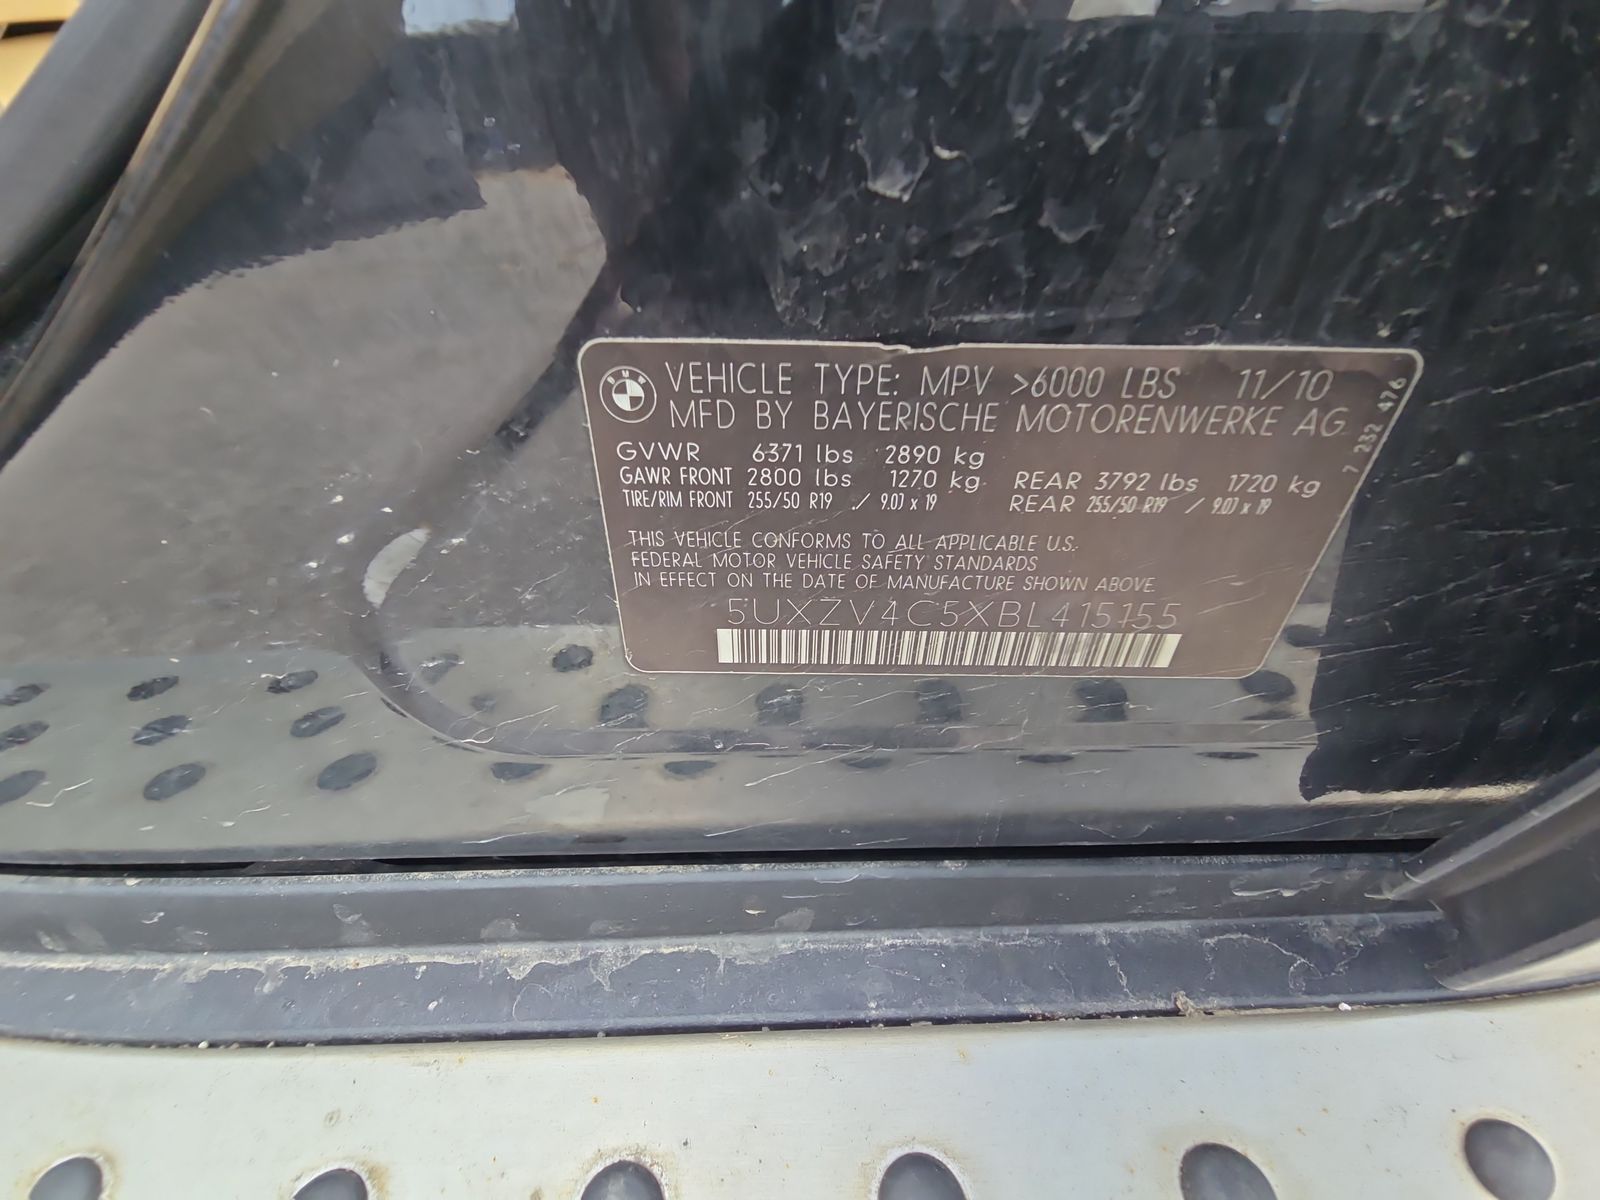 BMW
VEHICLE TYPE: MPV >6000 LBS 11/10
MFD BY BAYERISCHE MOTORENWERKE AG
GVWR 6371 lbs 2890 kg
GAWR FRONT 2800 lbs 1270 kg REAR 3792 lbs 1720 kg
TIRE/RIM FRONT 255/50 R19 / 9.0J x 19 REAR 255/50 R19 / 9.0J x 19
7 232 476
THIS VEHICLE CONFORMS TO ALL APPLICABLE U.S.
FEDERAL MOTOR VEHICLE SAFETY STANDARDS
IN EFFECT ON THE DATE OF MANUFACTURE SHOWN ABOVE.
5UXZV4C5XBL415155